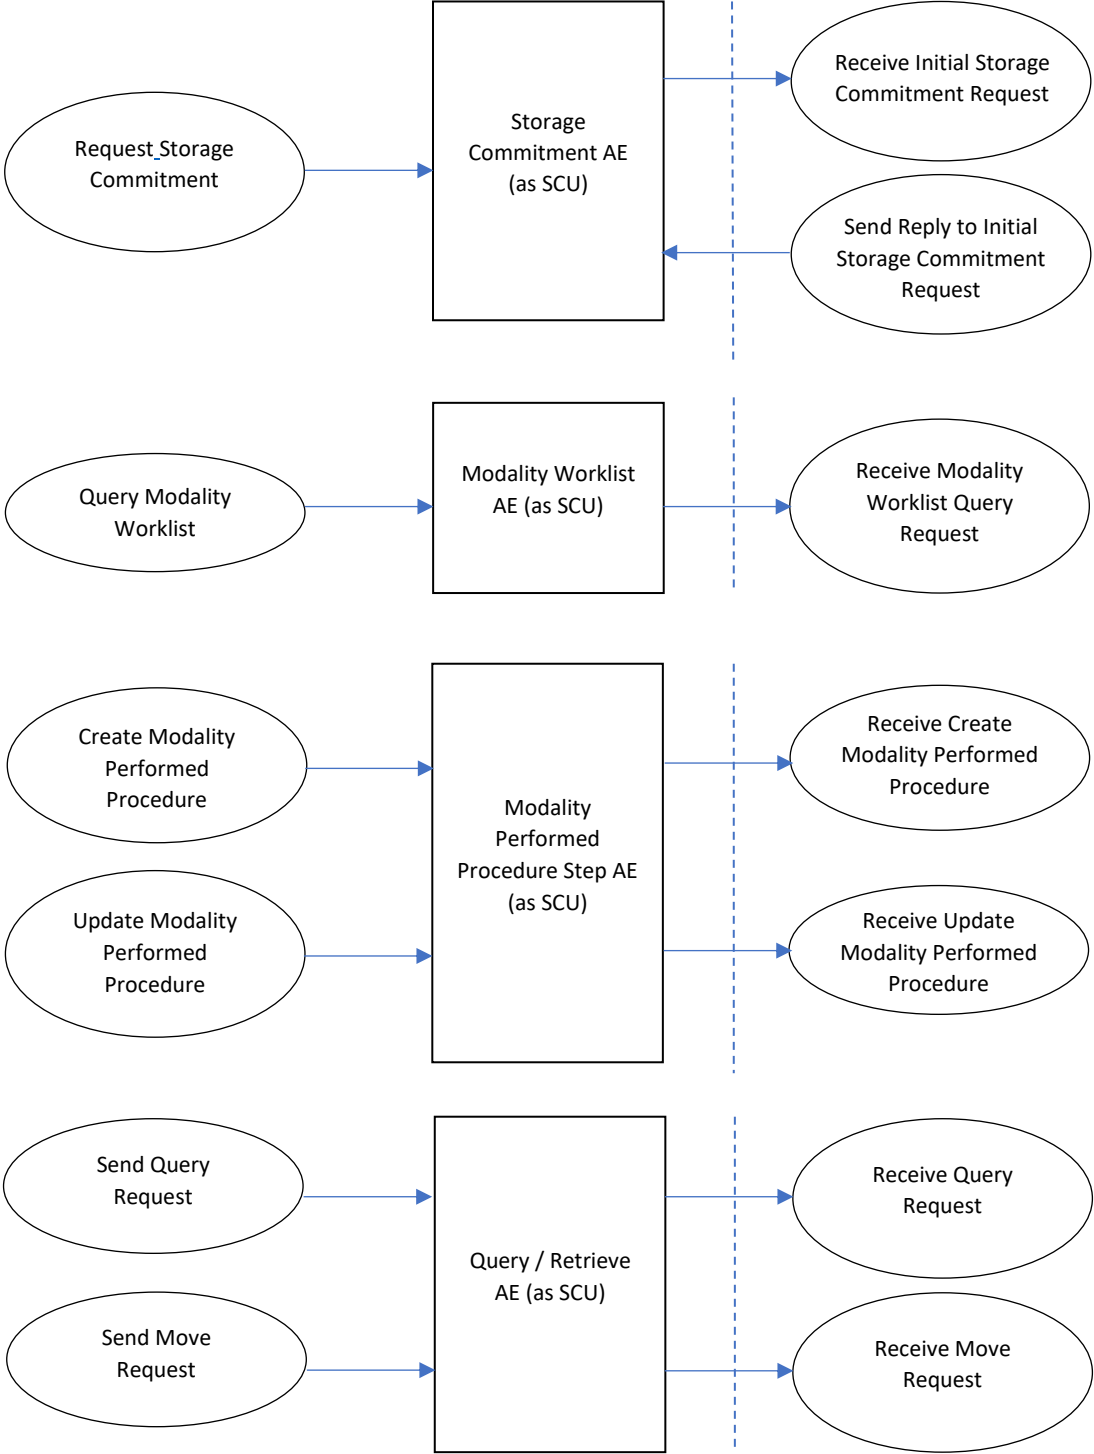 Request Storage
Commitment
Storage
Commitment AE
(as SCU)
Receive Initial Storage
Commitment Request
Send Reply to Initial
Storage Commitment
Request
Query Modality
Worklist
Modality Worklist
AE (as SCU)
Receive Modality
Worklist Query
Request
Create Modality
Performed
Procedure
Update Modality
Performed
Procedure
Modality
Performed
Procedure Step AE
(as SCU)
Receive Create
Modality Performed
Procedure
Receive Update
Modality Performed
Procedure
Send Query
Request
Send Move
Request
Query / Retrieve
AE (as SCU)
Receive Query
Request
Receive Move
Request